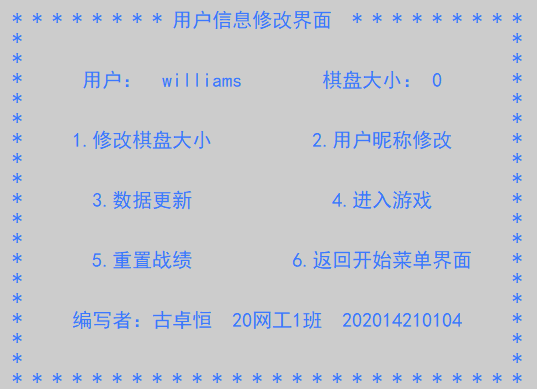 * * * * * * * * 用户信息修改界面 * * * * * * * * *
* *
* *
* 用户： williams 棋盘大小： 0 *
* *
* *
* 1.修改棋盘大小 2.用户昵称修改 *
* *
* *
* 3.数据更新 4.进入游戏 *
* *
* *
* 5.重置战绩 6.返回开始菜单界面 *
* *
* *
* 编写者：古卓恒 20网工1班 202014210104 *
* *
* *
* * * * * * * * * * * * * * * * * * * * * * * * * *